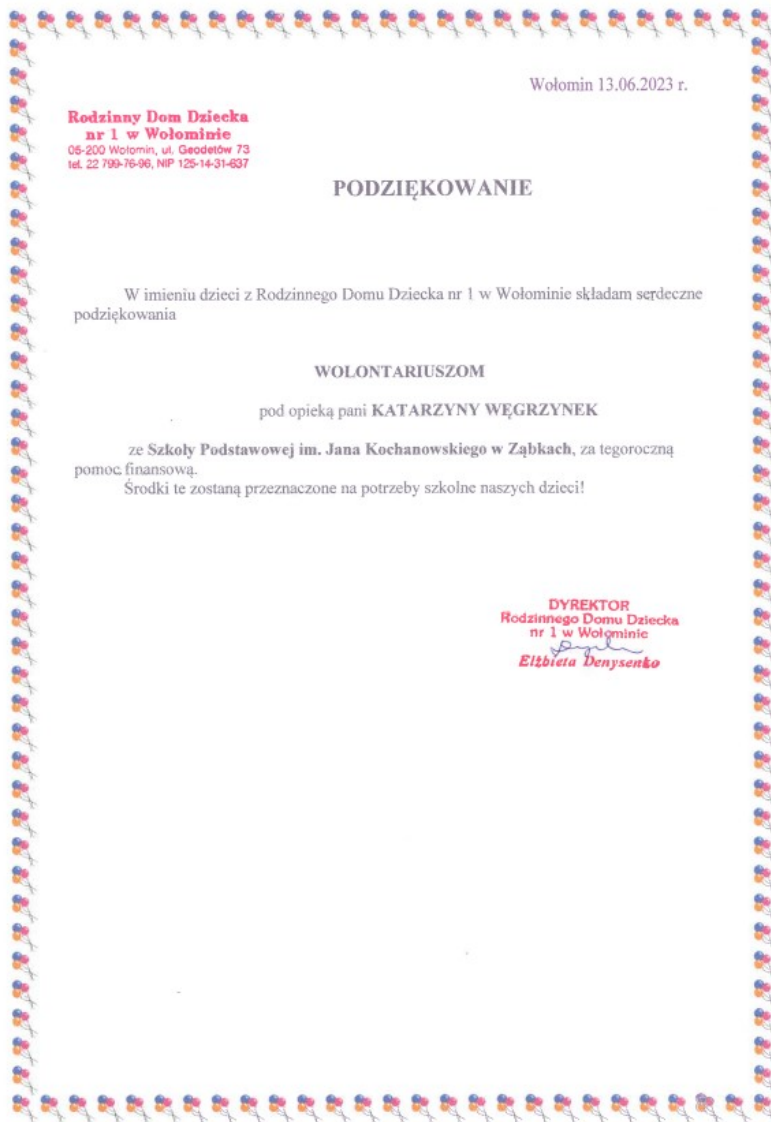 Wołomin 13.06.2023 r.
Rodzinny Dom Dziecka
nr 1 w Wołominie
05-200 Wołomin, ul. Geodetów 73
tel. 22 799-76-96, NIP 125-14-31-637
PODZIĘKOWANIE
W imieniu dzieci z Rodzinnego Domu Dziecka nr 1 w Wołominie składam serdeczne
podziękowania
WOLONTARIUSZOM
pod opieką pani KATARZYNY WĘGRZYNEK
ze Szkoły Podstawowej im. Jana Kochanowskiego w Ząbkach, za tegoroczną
pomoc finansową.
Środki te zostaną przeznaczone na potrzeby szkolne naszych dzieci!
DYREKTOR
Rodzinnego Domu Dziecka
nr 1 w Wołominie
Elżbieta Denysenko